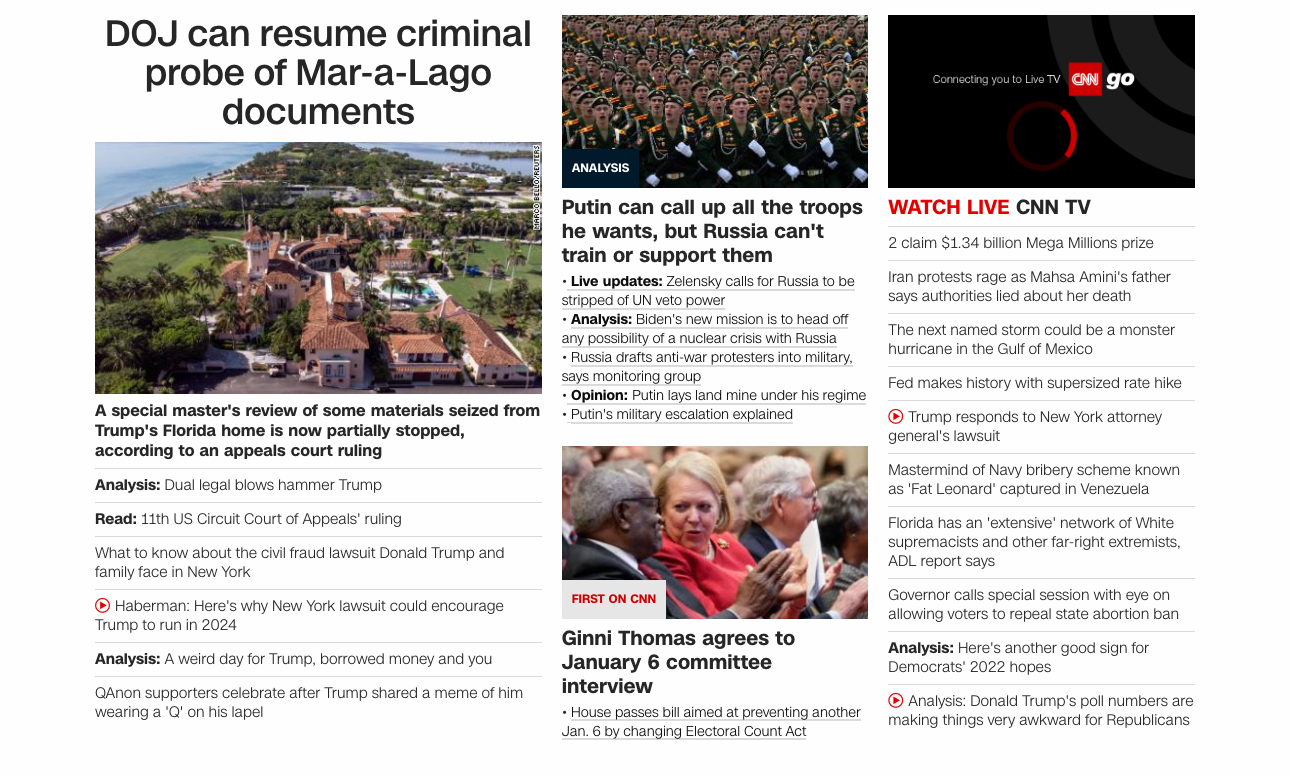 DOJ can resume criminal
probe of Mar-a-Lago
documents
MARCO BELLO/REUTERS
A special master's review of some materials seized from
Trump's Florida home is now partially stopped,
according to an appeals court ruling
Analysis: Dual legal blows hammer Trump
Read: 11th US Circuit Court of Appeals' ruling
What to know about the civil fraud lawsuit Donald Trump and
family face in New York
Haberman: Here's why New York lawsuit could encourage
Trump to run in 2024
Analysis: A weird day for Trump, borrowed money and you
QAnon supporters celebrate after Trump shared a meme of him
wearing a 'Q' on his lapel
ANALYSIS
Putin can call up all the troops
he wants, but Russia can't
train or support them
• Live updates: Zelensky calls for Russia to be
stripped of UN veto power
• Analysis: Biden's new mission is to head off
any possibility of a nuclear crisis with Russia
• Russia drafts anti-war protesters into military,
says monitoring group
• Opinion: Putin lays land mine under his regime
• Putin's military escalation explained
FIRST ON CNN
Ginni Thomas agrees to
January 6 committee
interview
• House passes bill aimed at preventing another
Jan. 6 by changing Electoral Count Act
Connecting you to Live TV CNN go
WATCH LIVE CNN TV
2 claim $1.34 billion Mega Millions prize
Iran protests rage as Mahsa Amini's father
says authorities lied about her death
The next named storm could be a monster
hurricane in the Gulf of Mexico
Fed makes history with supersized rate hike
Trump responds to New York attorney
general's lawsuit
Mastermind of Navy bribery scheme known
as 'Fat Leonard' captured in Venezuela
Florida has an 'extensive' network of White
supremacists and other far-right extremists,
ADL report says
Governor calls special session with eye on
allowing voters to repeal state abortion ban
Analysis: Here's another good sign for
Democrats' 2022 hopes
Analysis: Donald Trump's poll numbers are
making things very awkward for Republicans